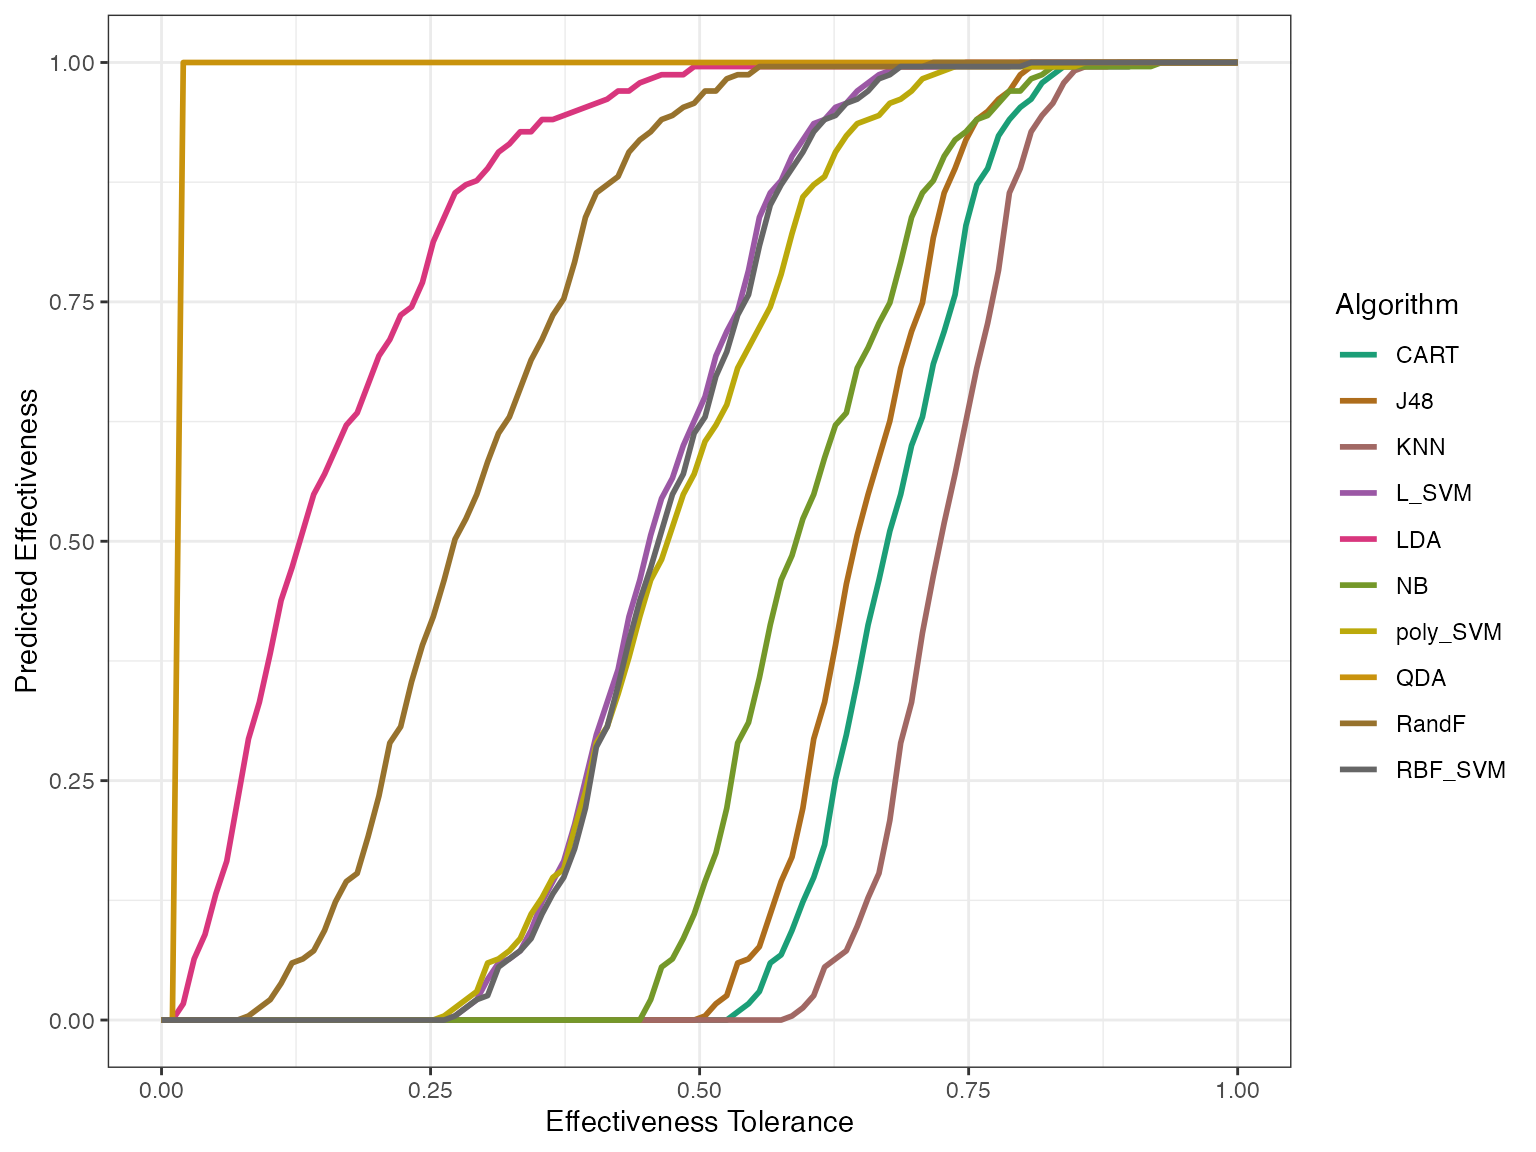 1.00
0.75
0.50
0.25
0.00
Predicted Effectiveness
0.00 0.25 0.50 0.75 1.00
Effectiveness Tolerance
Algorithm
CART
J48
KNN
L_SVM
LDA
NB
poly_SVM
QDA
RandF
RBF_SVM